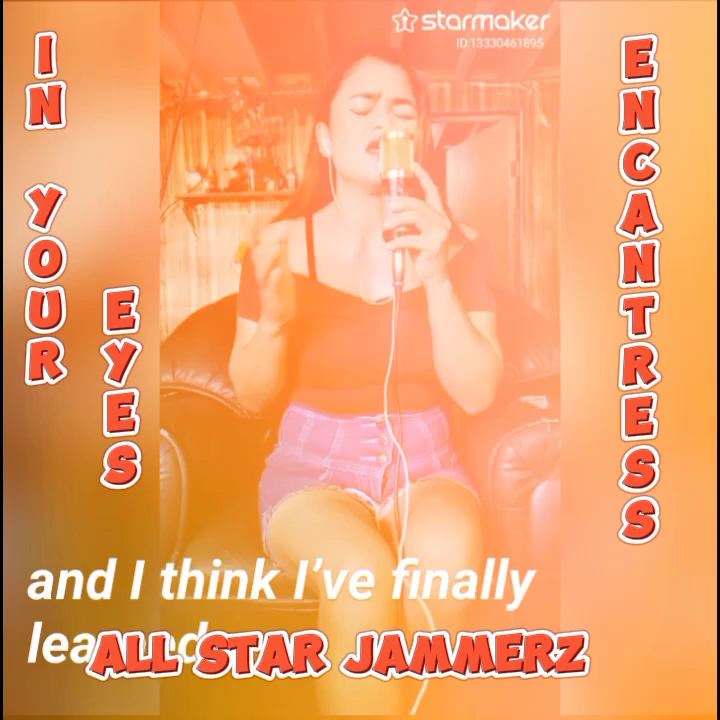 starmaker
ID:13330461895
IN YOUR
EYES
ENCANTRESS
and I think I've finally
ALL STAR JAMMERZ